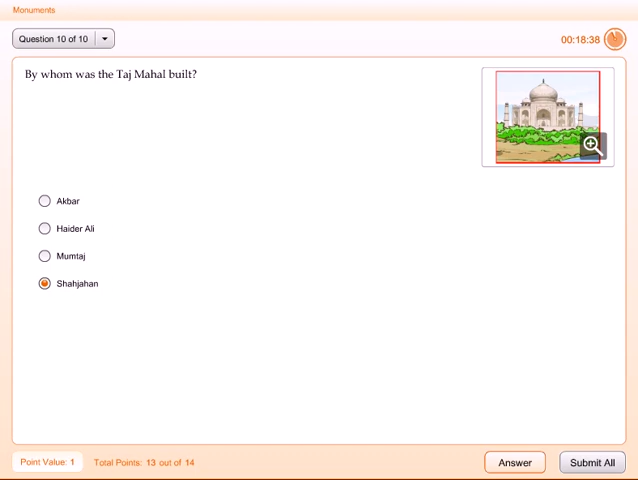 Monuments
Question 10 of 10
00:18:38
By whom was the Taj Mahal built?
Akbar
Haider Ali
Mumtaj
Shahjahan
Point Value: 1
Total Points: 13 out of 14
Answer
Submit All